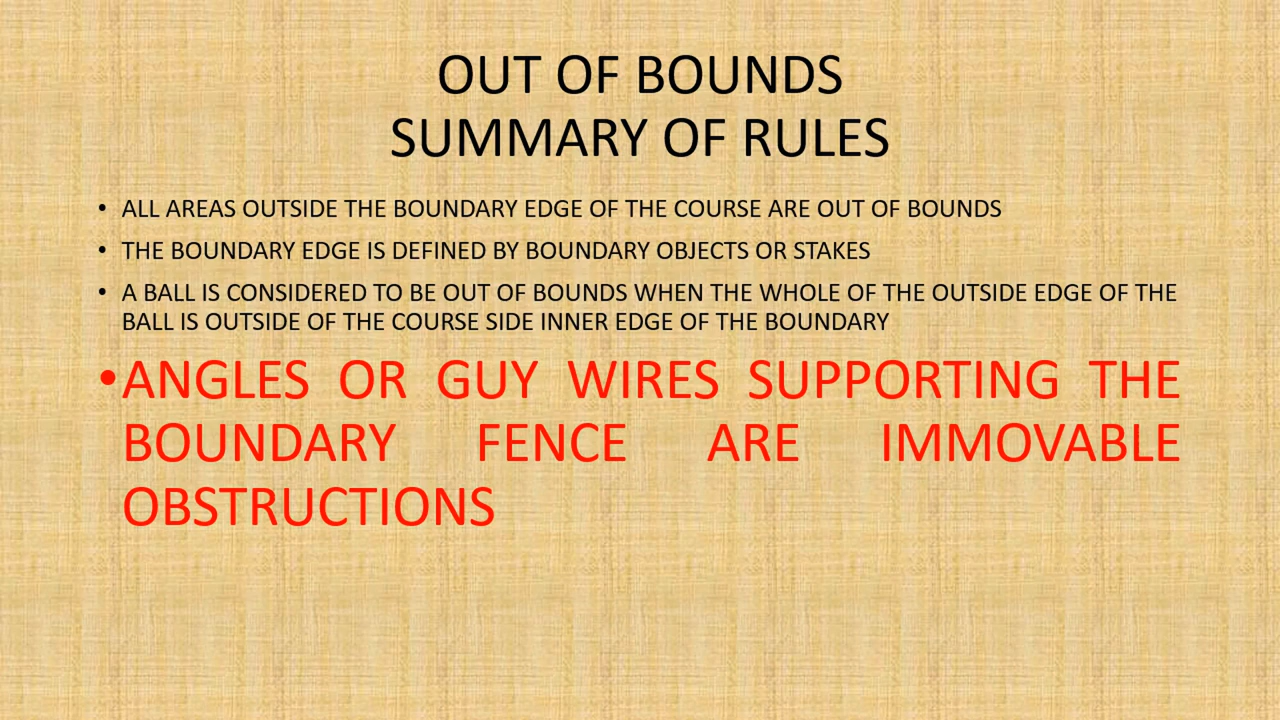 OUT OF BOUNDS
SUMMARY OF RULES
• ALL AREAS OUTSIDE THE BOUNDARY EDGE OF THE COURSE ARE OUT OF BOUNDS
• THE BOUNDARY EDGE IS DEFINED BY BOUNDARY OBJECTS OR STAKES
• A BALL IS CONSIDERED TO BE OUT OF BOUNDS WHEN THE WHOLE OF THE OUTSIDE EDGE OF THE
BALL IS OUTSIDE OF THE COURSE SIDE INNER EDGE OF THE BOUNDARY
• ANGLES OR GUY WIRES SUPPORTING THE
BOUNDARY FENCE ARE IMMOVABLE
OBSTRUCTIONS